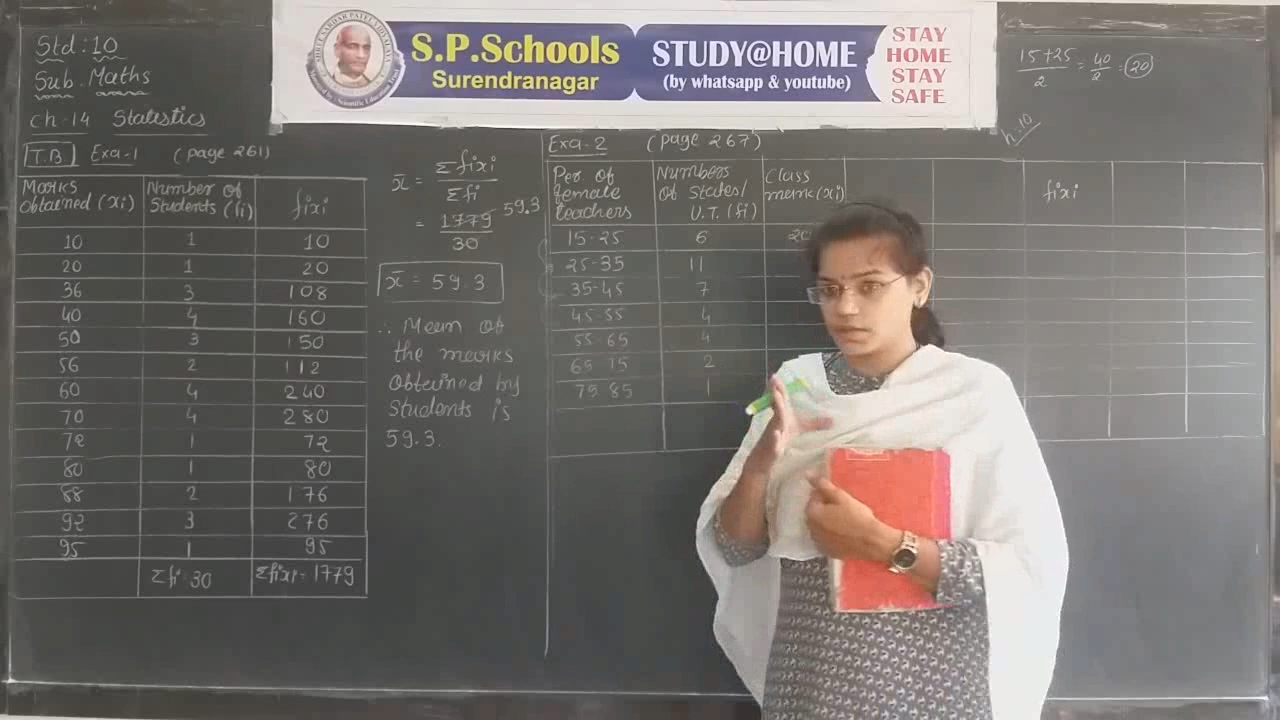 S.P.Schools
Surendranagar
STUDY@HOME
(by whatsapp & youtube)
STAY
HOME
STAY
SAFE
Std: 10
Sub. Maths
Ch-14 Statistics
T.B Exa-1 (page 261)
Marks Obtained (xi) Number of Students (fi) fixi
10 1 10
20 1 20
36 3 108
40 4 160
50 3 150
56 2 112
60 4 240
70 4 280
72 1 72
80 1 80
88 2 176
92 3 276
95 1 95
Σfi = 30 Σfixi = 1779
x̄ = Σfixi / Σfi
= 1779 / 30 59.3
x̄ = 59.3
∴ Mean of
the marks
obtained by
Students is
59.3.
Exa-2 (page 267)
Per. of female teachers Numbers of States/ U.T. (fi) Class mark (xi) fixi
15-25 6 20
25-35 11
35-45 7
45-55 4
55-65 4
65-75 2
75-85 1
15+25 / 2 = 40 / 2 = 20
h=10